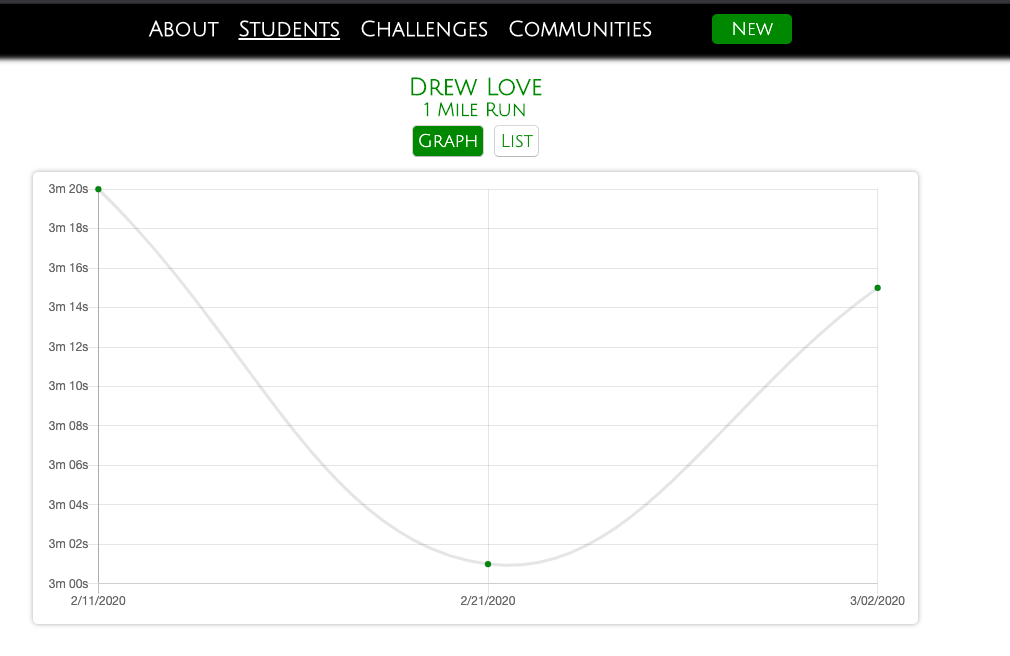 About Students Challenges Communities New
Drew Love
1 Mile Run
Graph List
3m 20s
3m 18s
3m 16s
3m 14s
3m 12s
3m 10s
3m 08s
3m 06s
3m 04s
3m 02s
3m 00s
2/11/2020 2/21/2020 3/02/2020